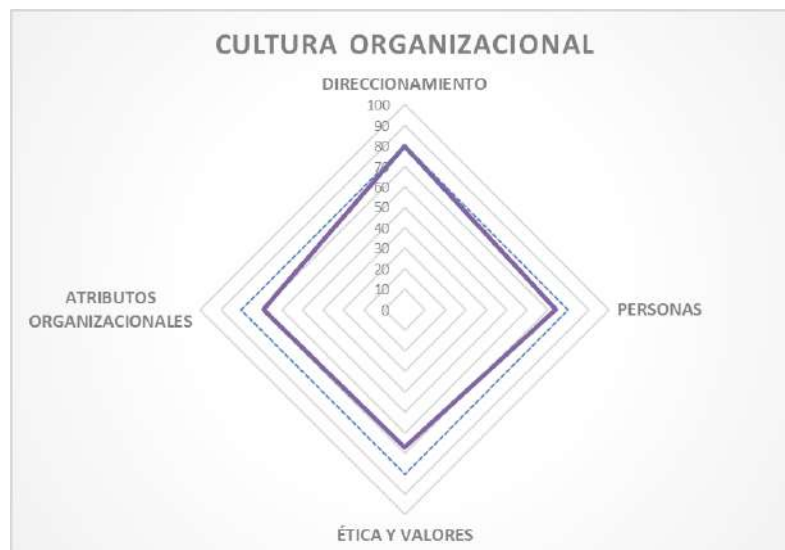 CULTURA ORGANIZACIONAL
DIRECCIONAMIENTO
100
90
80
70
60
50
40
30
20
10
0
ATRIBUTOS
ORGANIZACIONALES
PERSONAS
ÉTICA Y VALORES